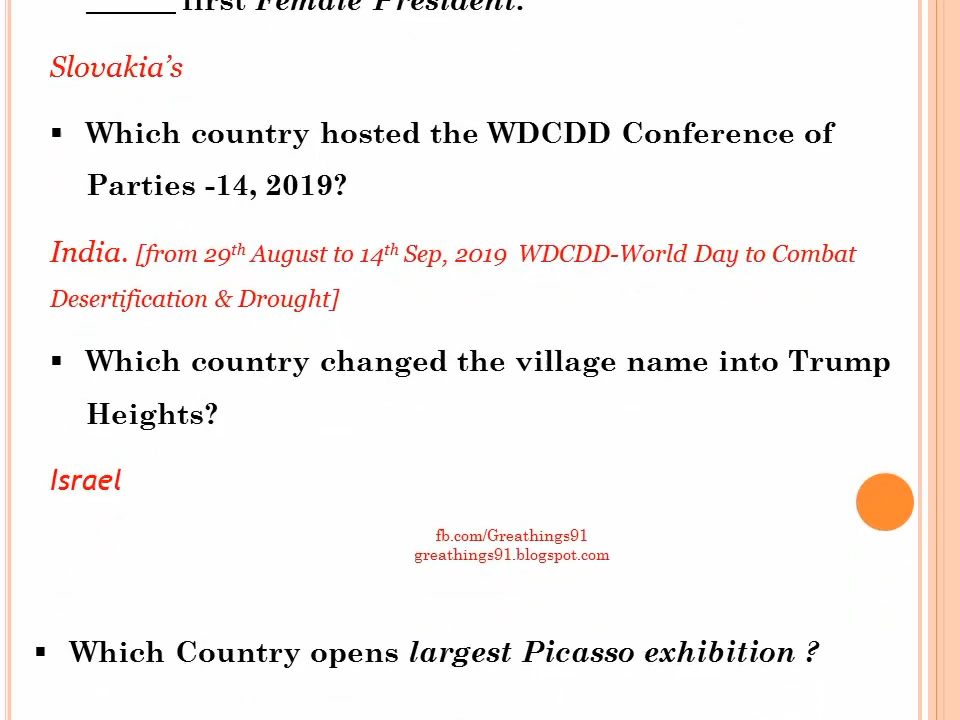 _____ first Female President.
Slovakia's
▪ Which country hosted the WDCDD Conference of
Parties -14, 2019?
India. [from 29th August to 14th Sep, 2019 WDCDD-World Day to Combat
Desertification & Drought]
▪ Which country changed the village name into Trump
Heights?
Israel
fb.com/Greathings91
greathings91.blogspot.com
▪ Which Country opens largest Picasso exhibition ?